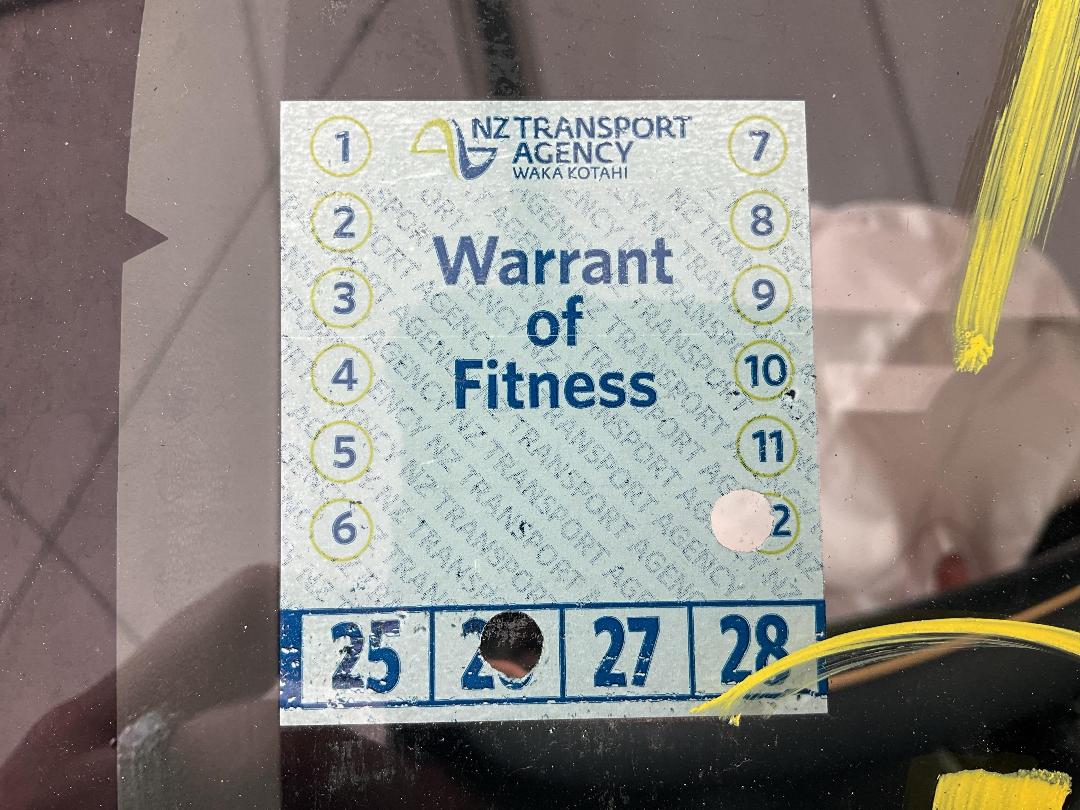 1
NZ TRANSPORT
AGENCY
WAKA KOTAHI
7
2
8
Warrant
3
9
of
4
Fitness
10
5
11
6
2
25
27
28